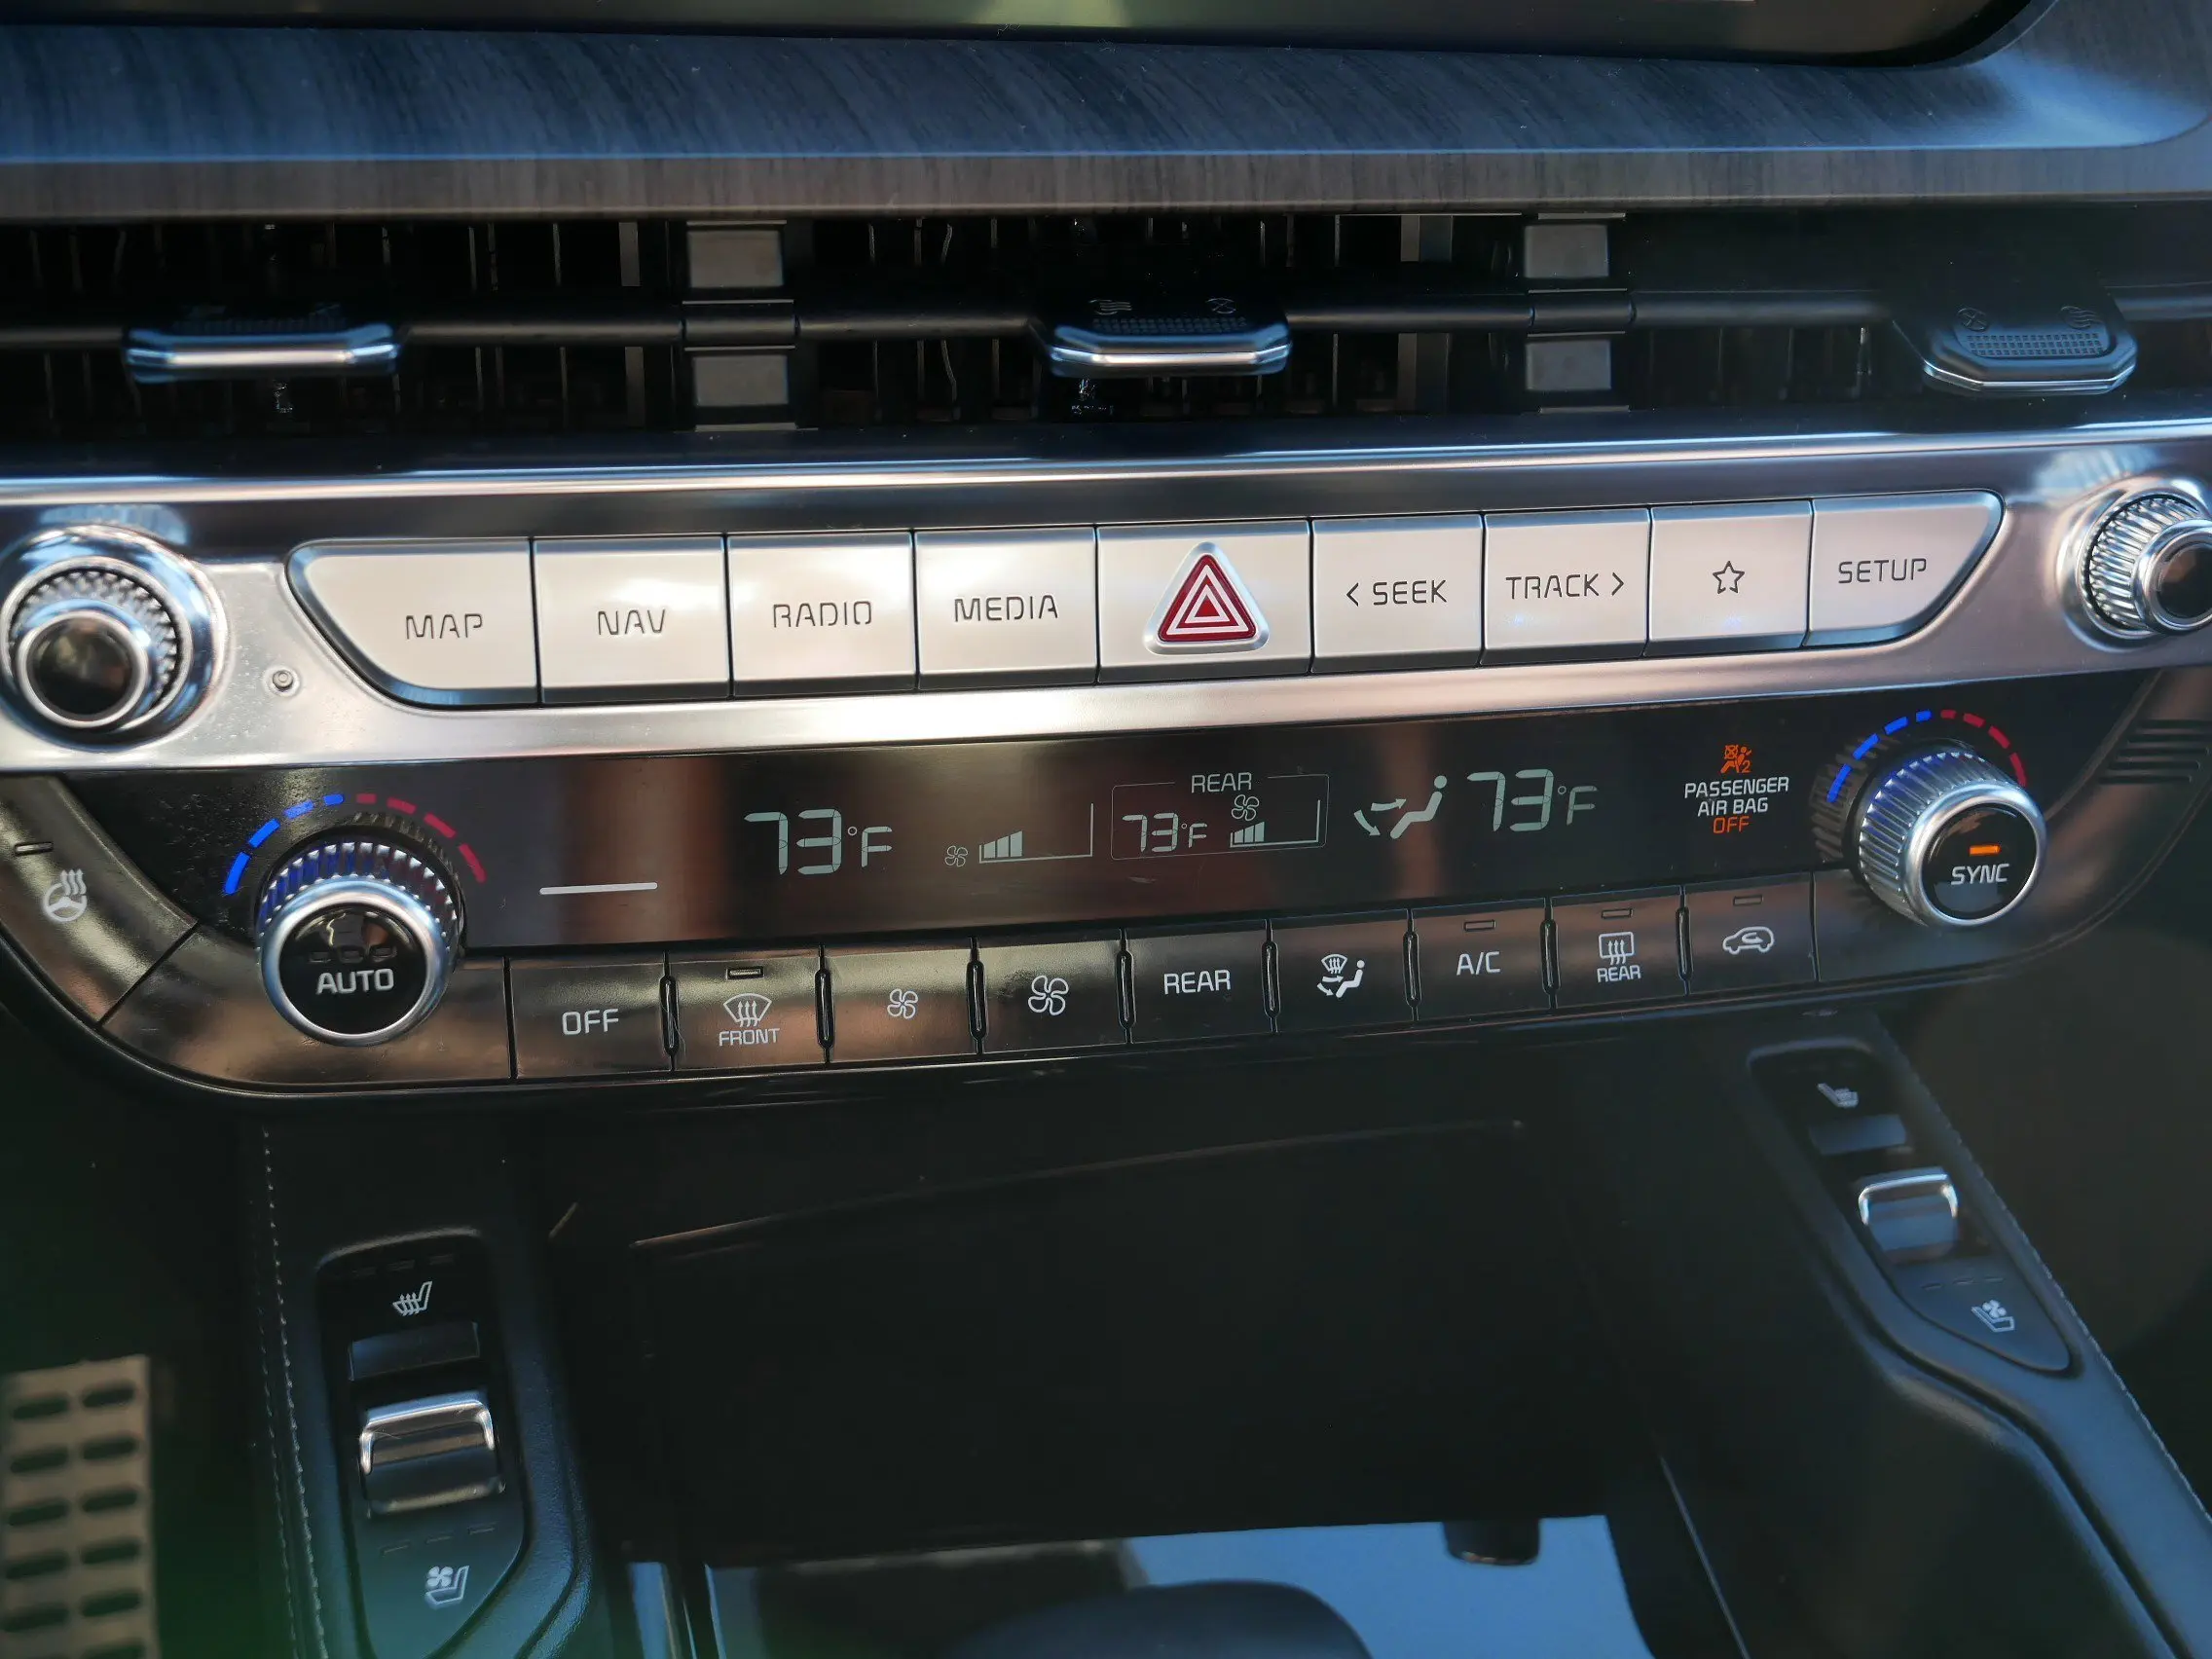 MAP NAV RADIO MEDIA < SEEK TRACK > SETUP
REAR
73°F 73°F 73°F
PASSENGER
AIR BAG
OFF
2
SYNC
AUTO
OFF FRONT REAR A/C REAR